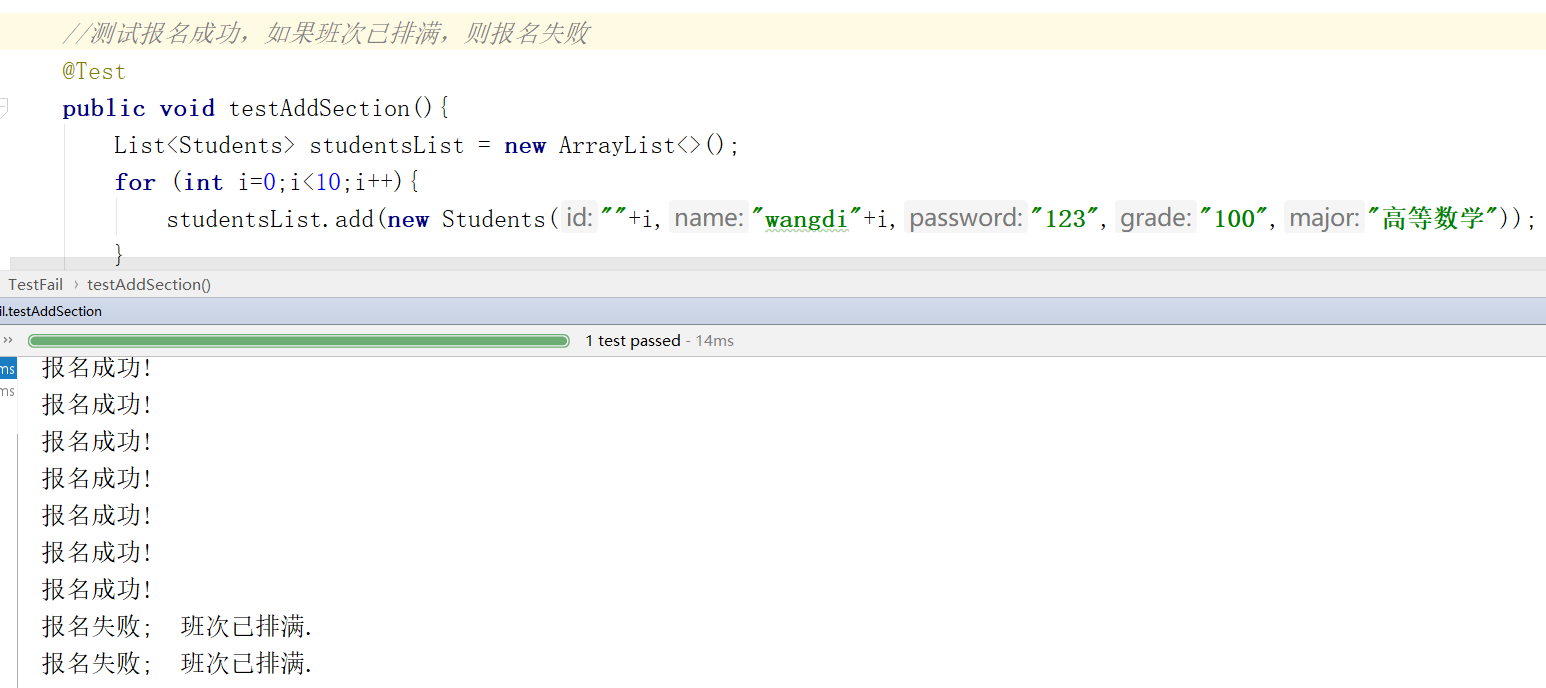 //测试报名成功，如果班次已排满，则报名失败
@Test
public void testAddSection(){
List<Students> studentsList = new ArrayList<>();
for (int i=0;i<10;i++){
studentsList.add(new Students( id: ""+i, name: "wangdi"+i, password: "123", grade: "100", major: "高等数学"));
}
TestFail › testAddSection()
il.testAddSection
» 1 test passed - 14ms
ms 报名成功!
ms 报名成功!
报名成功!
报名成功!
报名成功!
报名成功!
报名成功!
报名失败; 班次已排满.
报名失败; 班次已排满.